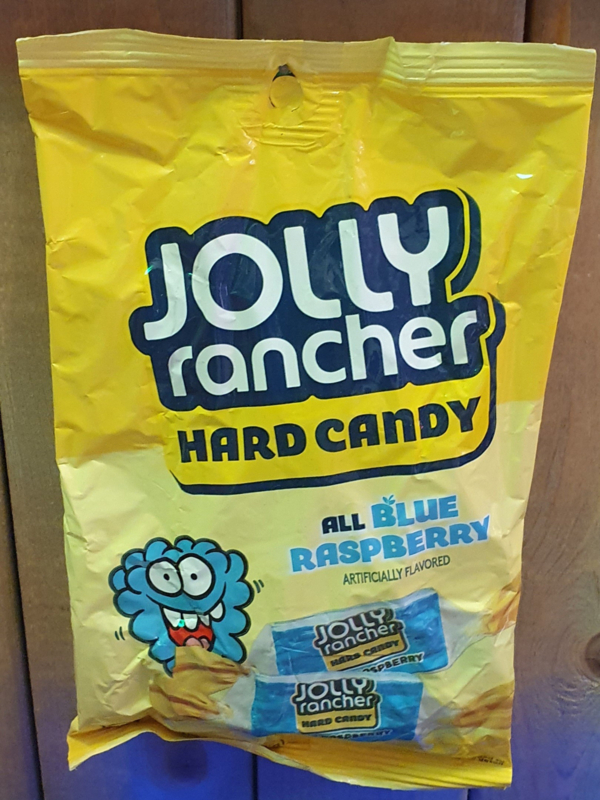 JOLLY
rancher
HARD CANDY
ALL BLUE
RASPBERRY
ARTIFICIALLY FLAVORED
JOLLY
rancher
HARD CANDY
JOLLY
rancher
HARD CANDY